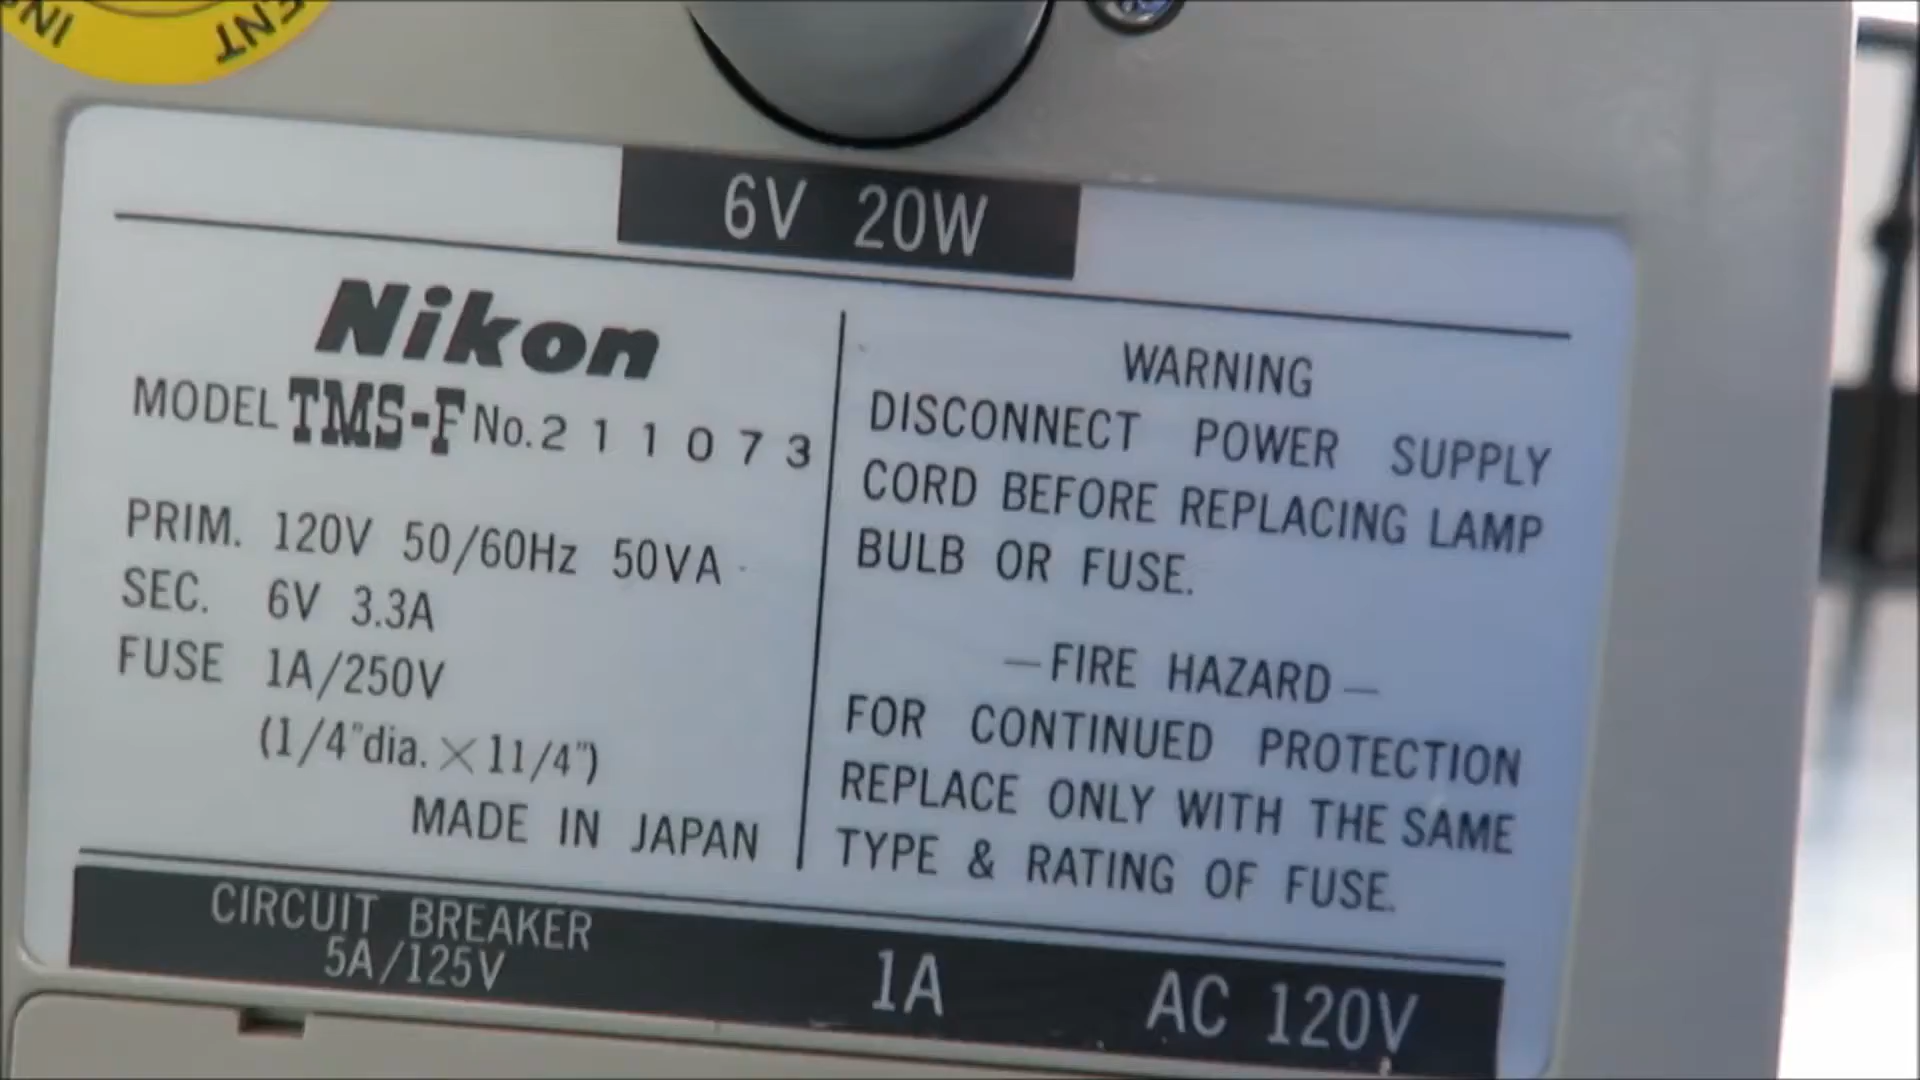 6V 20W
Nikon
MODEL TMS-F No. 2 1 1 0 7 3
PRIM. 120V 50/60Hz 50VA
SEC. 6V 3.3A
FUSE 1A/250V
(1/4"dia. × 11/4")
MADE IN JAPAN
WARNING
DISCONNECT POWER SUPPLY
CORD BEFORE REPLACING LAMP
BULB OR FUSE.
—FIRE HAZARD—
FOR CONTINUED PROTECTION
REPLACE ONLY WITH THE SAME
TYPE & RATING OF FUSE.
CIRCUIT BREAKER
5A/125V
1A
AC 120V